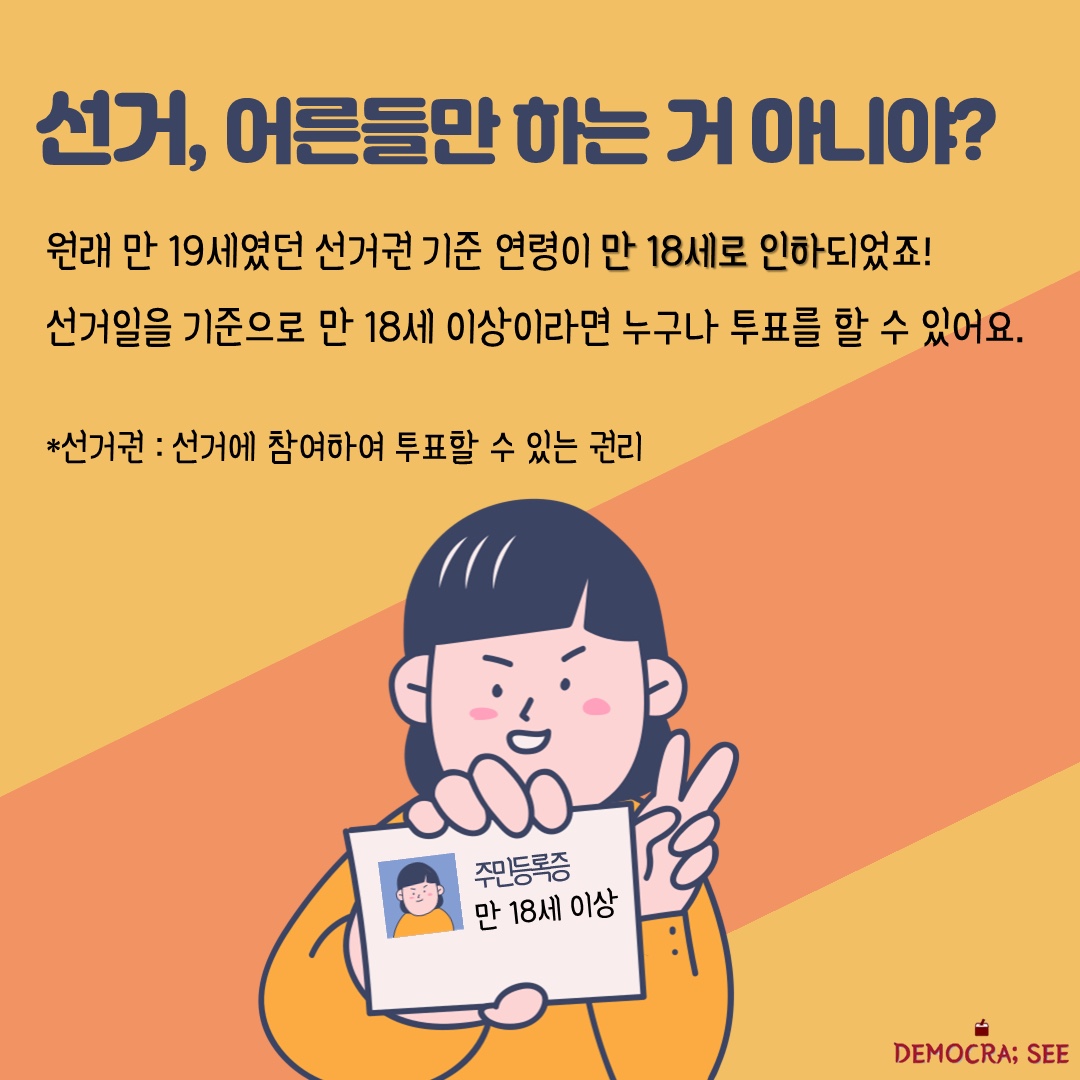 선거, 어른들만 하는 거 아니야?
원래 만 19세였던 선거권 기준 연령이 만 18세로 인하되었죠!
선거일을 기준으로 만 18세 이상이라면 누구나 투표를 할 수 있어요.
*선거권 : 선거에 참여하여 투표할 수 있는 권리
주민등록증
만 18세 이상
DEMOCRA; SEE